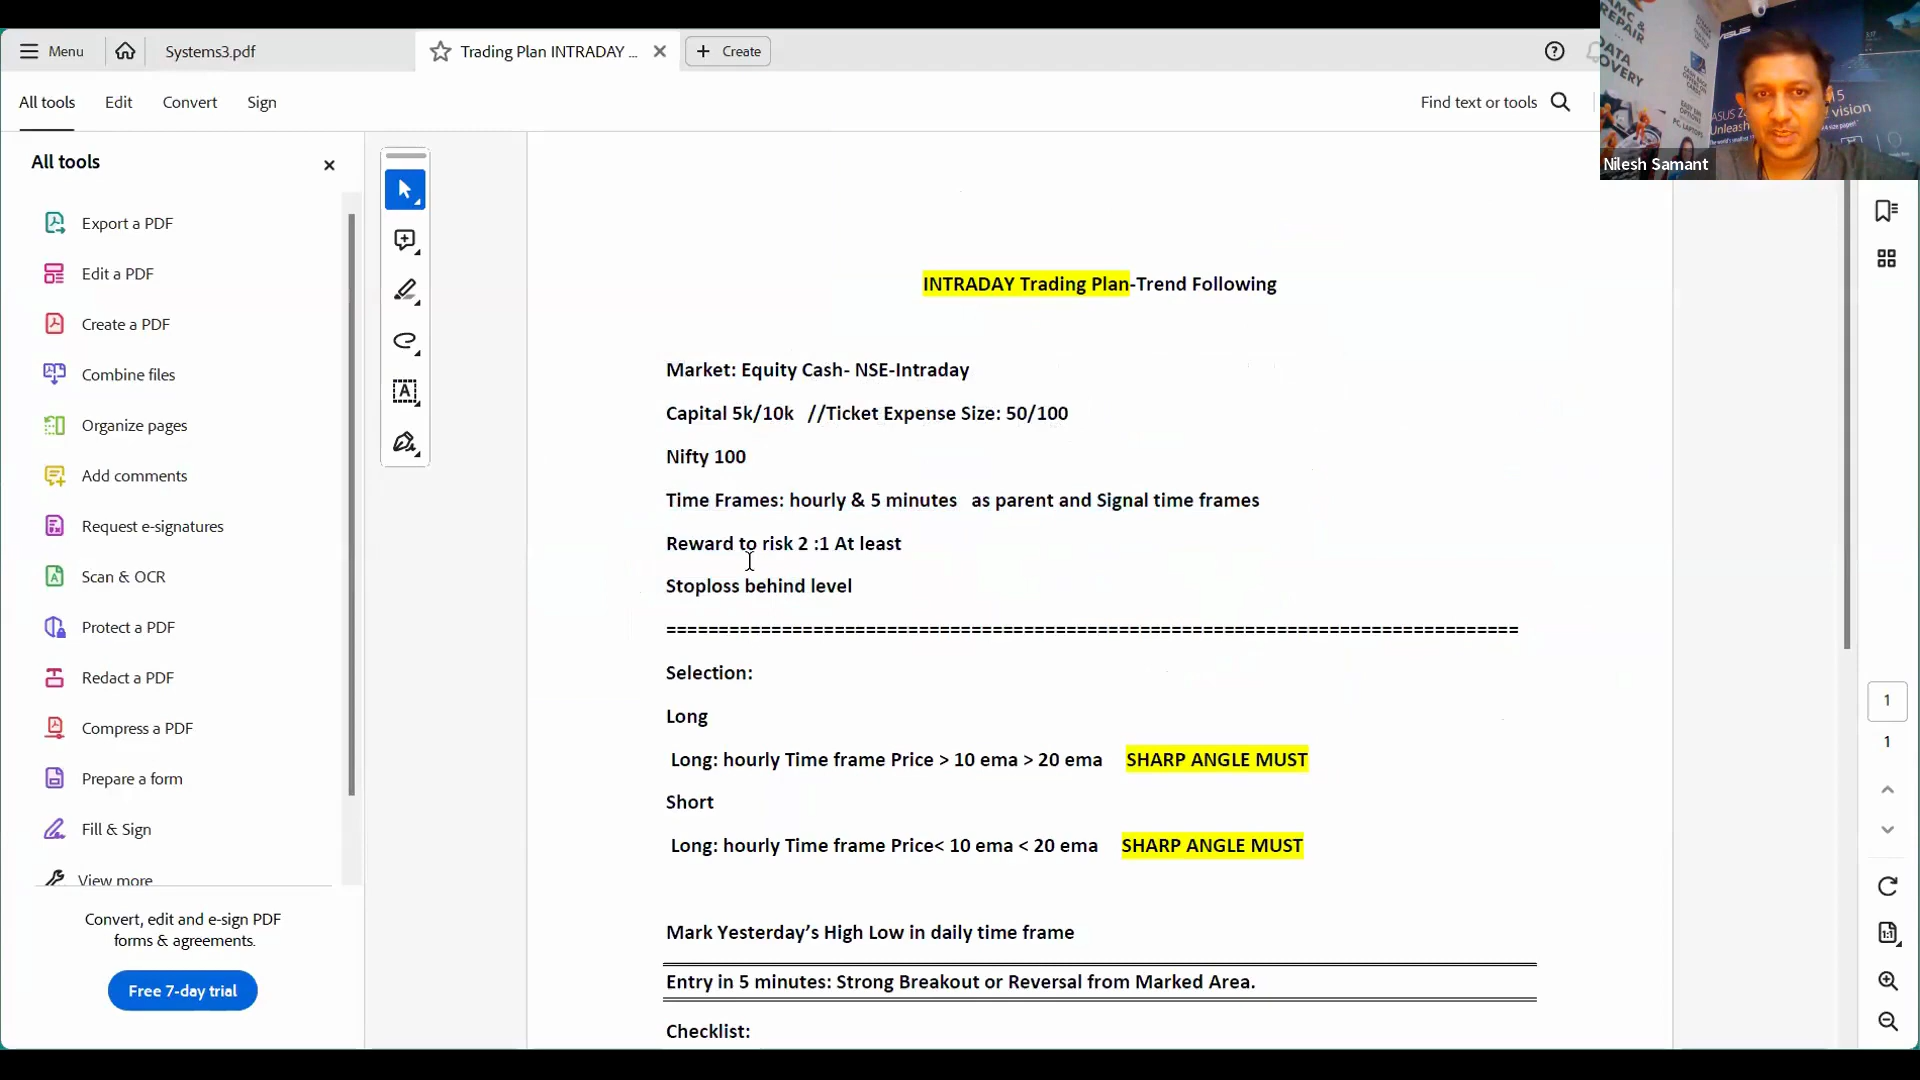 Menu
Systems3.pdf
Trading Plan INTRADAY ...
Create
All tools
Edit
Convert
Sign
Find text or tools
All tools
Export a PDF
Edit a PDF
Create a PDF
Combine files
Organize pages
Add comments
Request e-signatures
Scan & OCR
Protect a PDF
Redact a PDF
Compress a PDF
Prepare a form
Fill & Sign
View more
Convert, edit and e-sign PDF
forms & agreements.
Free 7-day trial
INTRADAY Trading Plan-Trend Following
Market: Equity Cash- NSE-Intraday
Capital 5k/10k //Ticket Expense Size: 50/100
Nifty 100
Time Frames: hourly & 5 minutes as parent and Signal time frames
Reward to risk 2 :1 At least
Stoploss behind level
==================================================================================
Selection:
Long
Long: hourly Time frame Price > 10 ema > 20 ema SHARP ANGLE MUST
Short
Long: hourly Time frame Price< 10 ema < 20 ema SHARP ANGLE MUST
Mark Yesterday’s High Low in daily time frame
Entry in 5 minutes: Strong Breakout or Reversal from Marked Area.
Checklist:
REPAIR
DATA
ASUS
Nilesh Samant
1
1